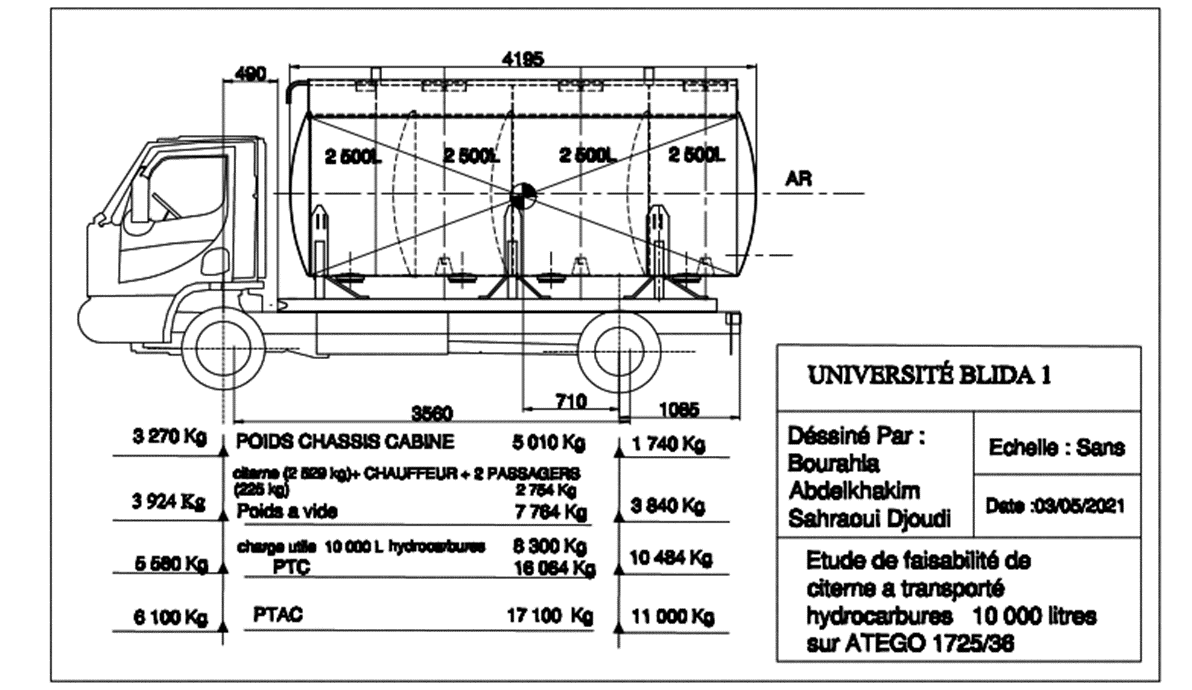 4195
490
2 500L 2 500L 2 500L 2 500L
AR
710
3560
1085
3 270 Kg POIDS CHASSIS CABINE 5 010 Kg 1 740 Kg
citerne (2 529 kg)+ CHAUFFEUR + 2 PASSAGERS
(225 kg) 2 754 Kg
3 924 Kg Poids a vide 7 764 Kg 3 840 Kg
charge utile 10 000 L hydrocarbures 8 300 Kg
5 580 Kg PTC 16 064 Kg 10 484 Kg
6 100 Kg PTAC 17 100 Kg 11 000 Kg
UNIVERSITÉ BLIDA 1
Déssiné Par :
Bourahla
Abdelkhakim
Sahraoui Djoudi
Echelle : Sans
Date :03/05/2021
Etude de faisabilité de
citerne a transporté
hydrocarbures 10 000 litres
sur ATEGO 1725/36